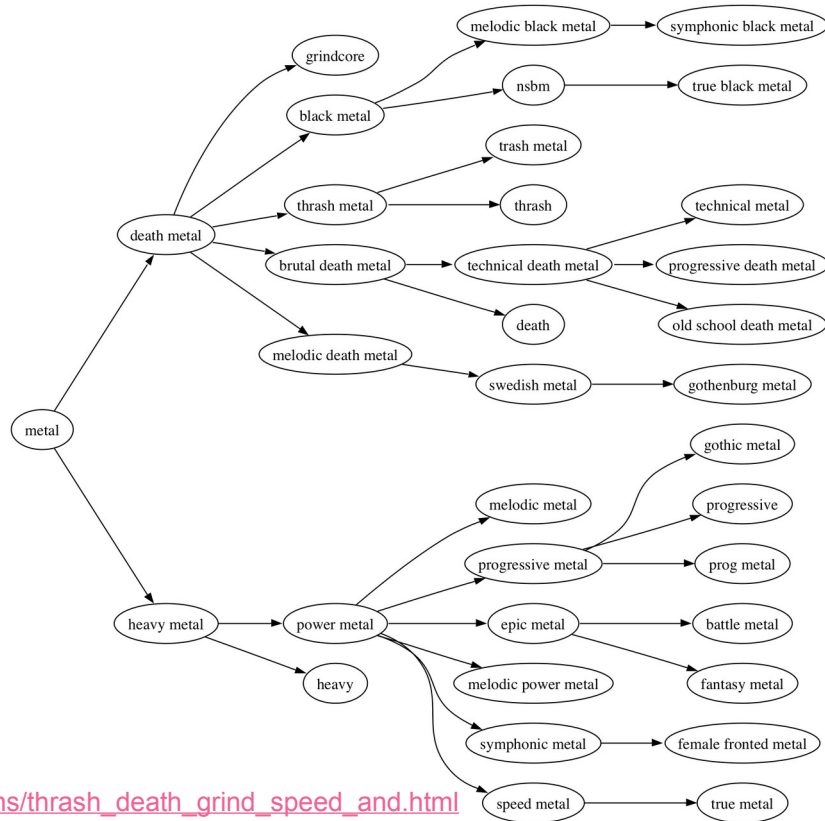 melodic black metal
symphonic black metal
grindcore
nsbm
true black metal
black metal
trash metal
thrash metal
thrash
technical metal
death metal
brutal death metal
technical death metal
progressive death metal
death
old school death metal
melodic death metal
swedish metal
gothenburg metal
metal
gothic metal
melodic metal
progressive
progressive metal
prog metal
heavy metal
power metal
epic metal
battle metal
heavy
melodic power metal
fantasy metal
symphonic metal
female fronted metal
ns/thrash_death_grind_speed_and.html
speed metal
true metal